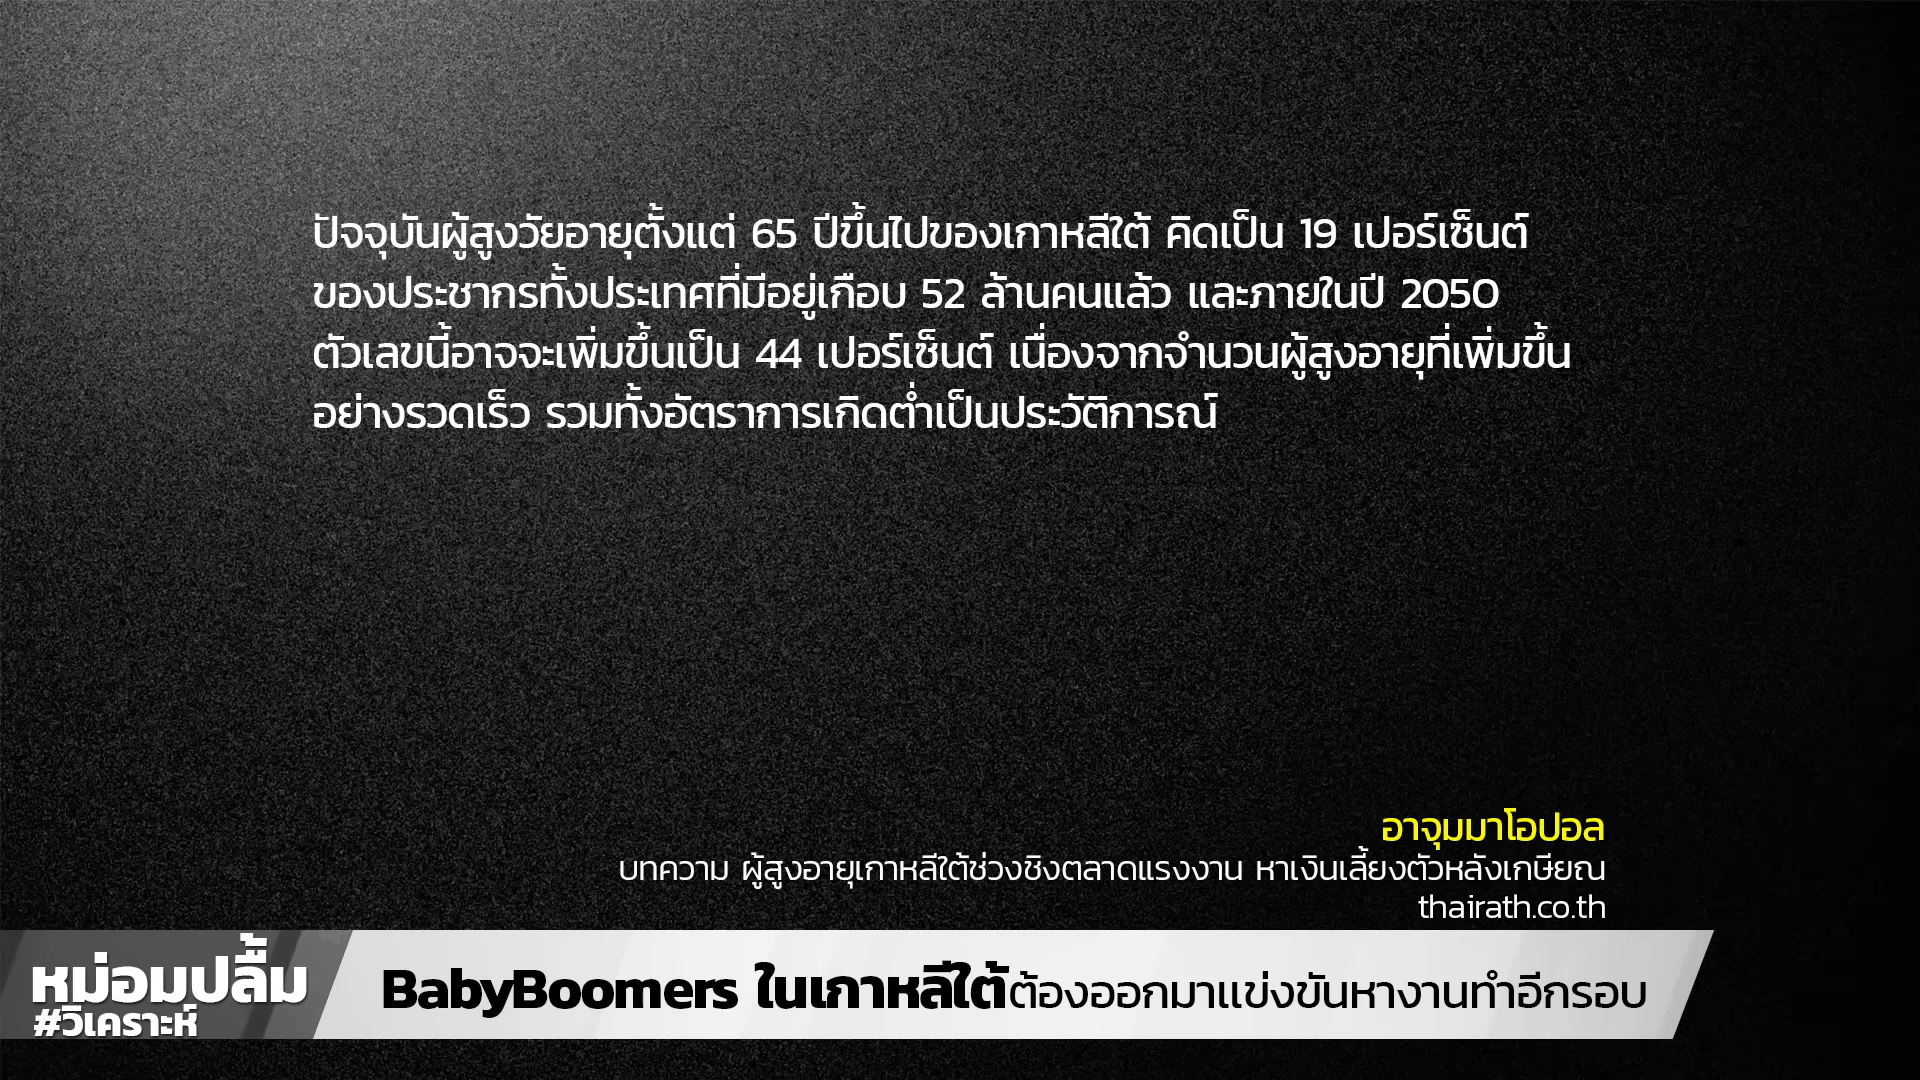 ปัจจุบันผู้สูงวัยอายุตั้งแต่ 65 ปีขึ้นไปของเกาหลีใต้ คิดเป็น 19 เปอร์เซ็นต์
ของประชากรทั้งประเทศที่มีอยู่เกือบ 52 ล้านคนแล้ว และภายในปี 2050
ตัวเลขนี้อาจจะเพิ่มขึ้นเป็น 44 เปอร์เซ็นต์ เนื่องจากจำนวนผู้สูงอายุที่เพิ่มขึ้น
อย่างรวดเร็ว รวมทั้งอัตราการเกิดต่ำเป็นประวัติการณ์
อาจุมมาโอปอล
บทความ ผู้สูงอายุเกาหลีใต้ช่วงชิงตลาดแรงงาน หาเงินเลี้ยงตัวหลังเกษียณ
thairath.co.th
หม่อมปลื้ม
#วิเคราะห์
BabyBoomers ในเกาหลีใต้ต้องออกมาแข่งขันหางานทำอีกรอบ